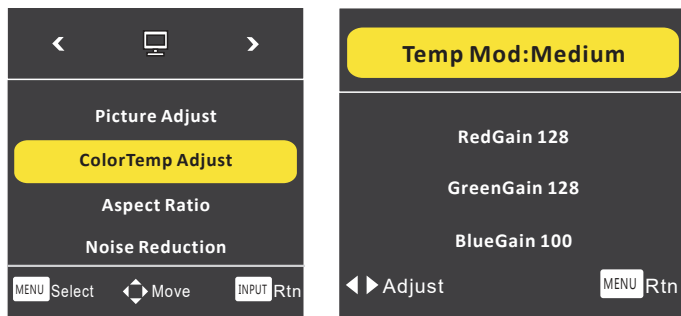 Picture Adjust
ColorTemp Adjust
Aspect Ratio
Noise Reduction
MENU Select Move INPUT Rtn
Temp Mod:Medium
RedGain 128
GreenGain 128
BlueGain 100
Adjust MENU Rtn